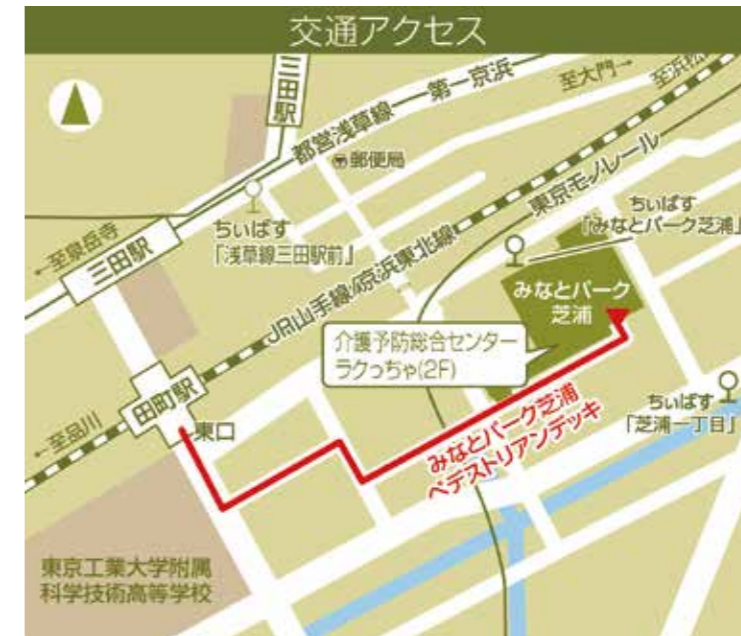 交通アクセス
三田駅
都営浅草線
第一京浜
至大門→
至浜松
郵便局
東京モノレール
ちぃばす
「浅草線三田駅前」
ちぃばす
「みなとパーク芝浦」
←至泉岳寺
三田駅
JR山手線/京浜東北線
みなとパーク
芝浦
介護予防総合センター
ラクっちゃ(2F)
田町駅
東口
←至品川
ちぃばす
「芝浦一丁目」
みなとパーク芝浦
ペデストリアンデッキ
東京工業大学附属
科学技術高等学校